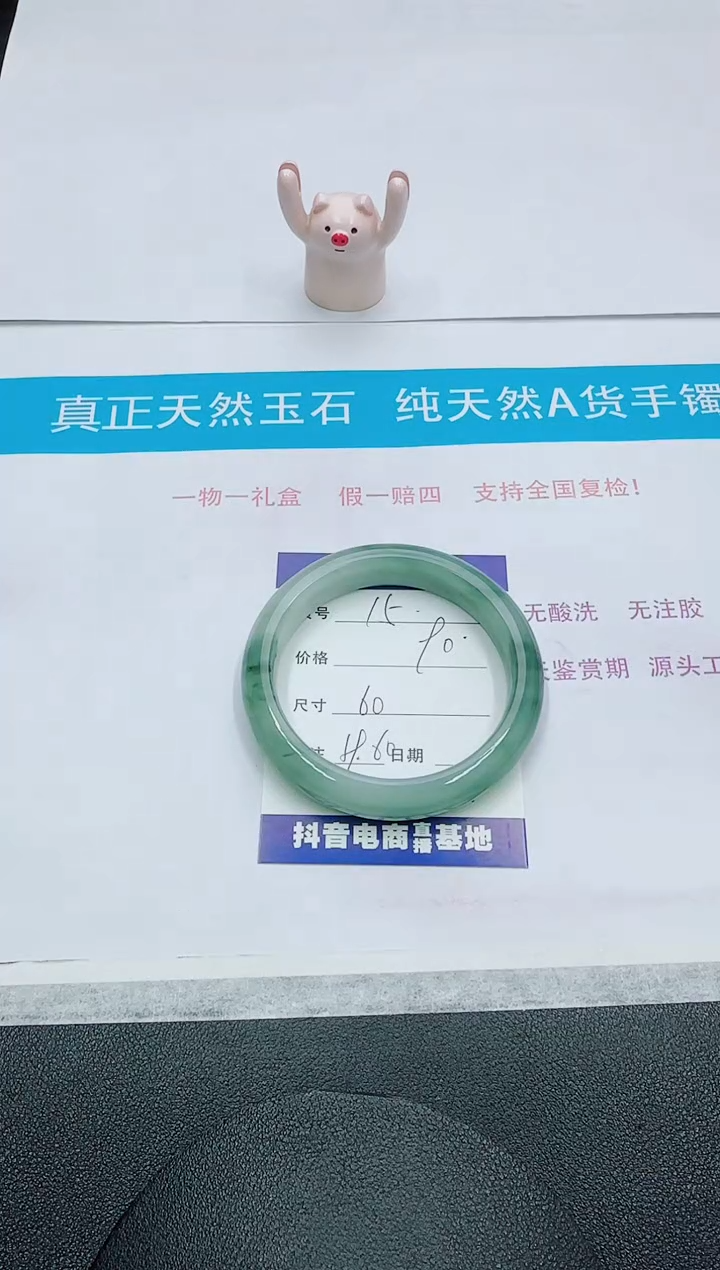 真正天然玉石 纯天然A货手镯
一物一礼盒 假一赔四 支持全国复检!
号 15.
无酸洗 无注胶
价格 90.
鉴赏期 源头工
尺寸 60
日期
抖音电商直播基地